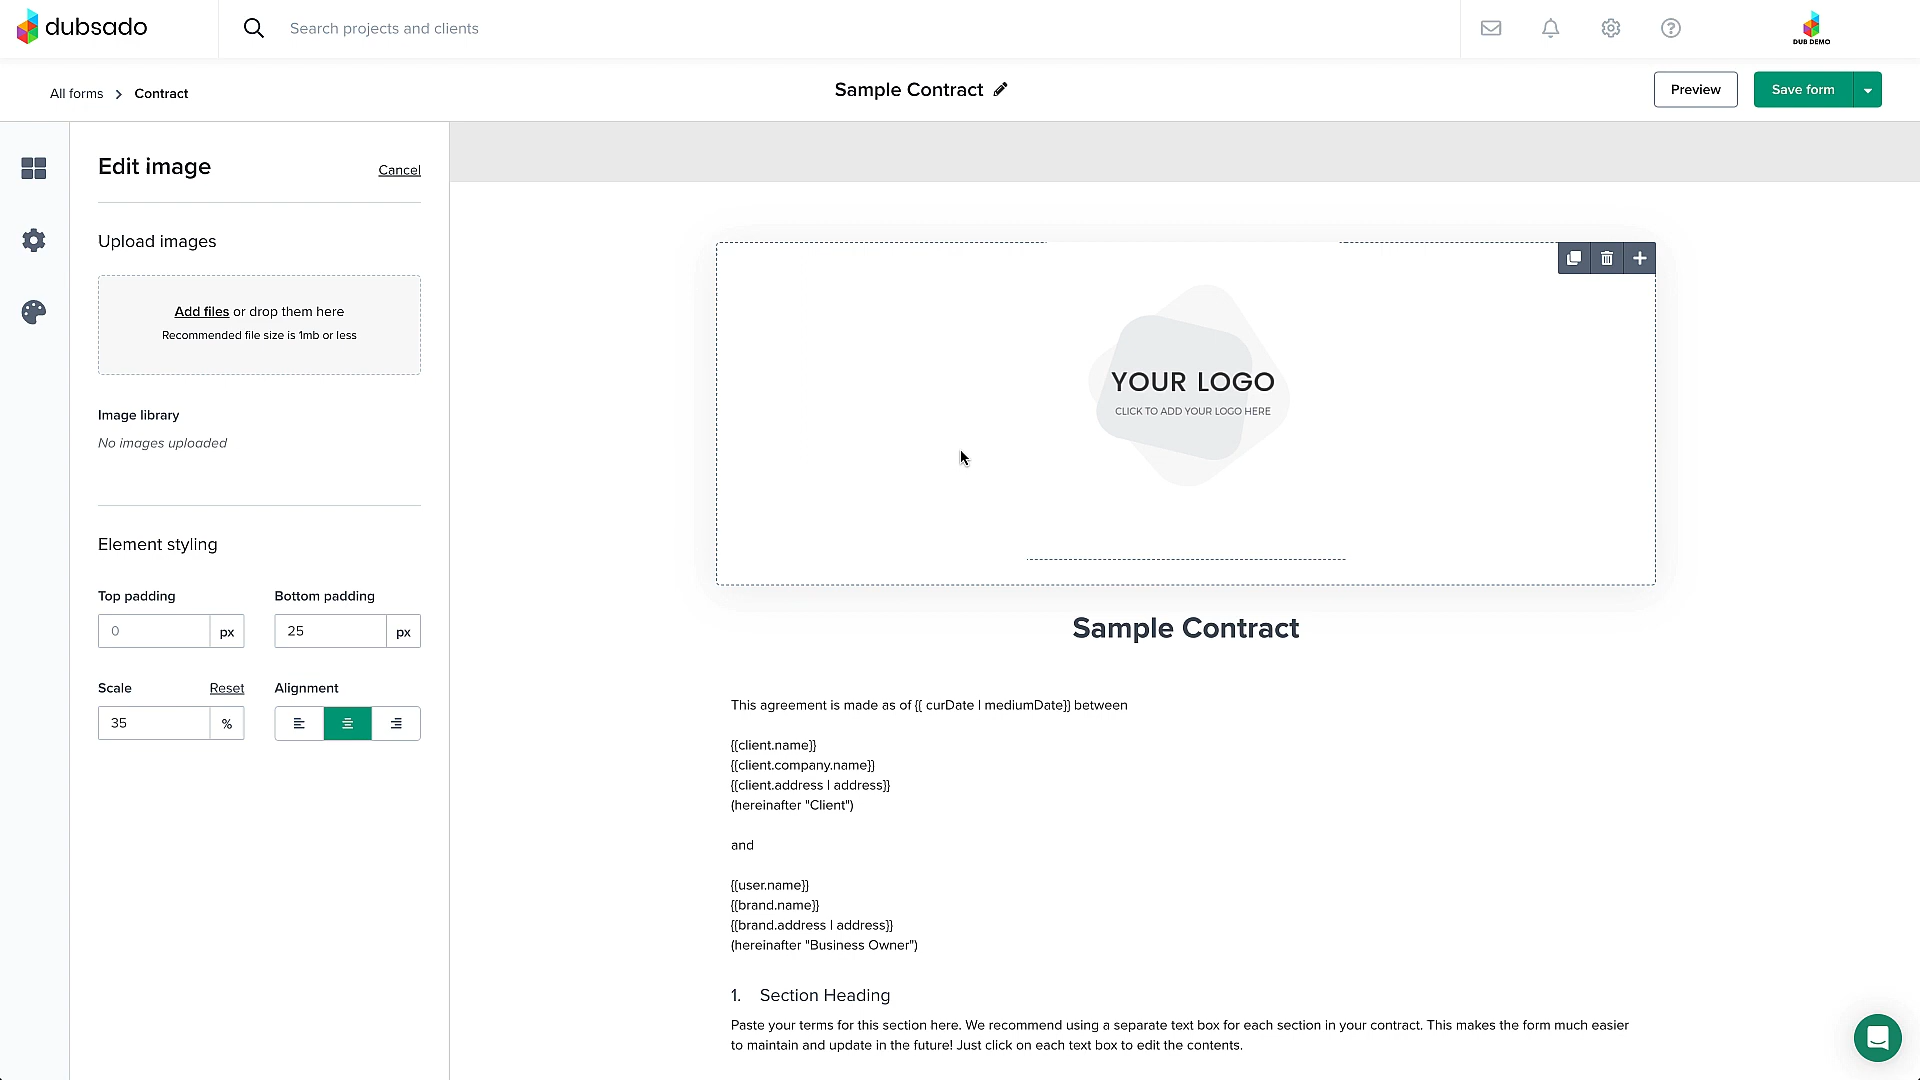 dubsado
Search projects and clients
DUB DEMO
All forms > Contract
Sample Contract
Preview
Save form
Edit image
Cancel
Upload images
Add files or drop them here
Recommended file size is 1mb or less
Image library
No images uploaded
Element styling
Top padding
Bottom padding
0 px
25 px
Scale
Reset
Alignment
35 %
YOUR LOGO
CLICK TO ADD YOUR LOGO HERE
Sample Contract
This agreement is made as of {{ curDate | mediumDate}} between
{{client.name}}
{{client.company.name}}
{{client.address | address}}
(hereinafter "Client")
and
{{user.name}}
{{brand.name}}
{{brand.address | address}}
(hereinafter "Business Owner")
1. Section Heading
Paste your terms for this section here. We recommend using a separate text box for each section in your contract. This makes the form much easier
to maintain and update in the future! Just click on each text box to edit the contents.